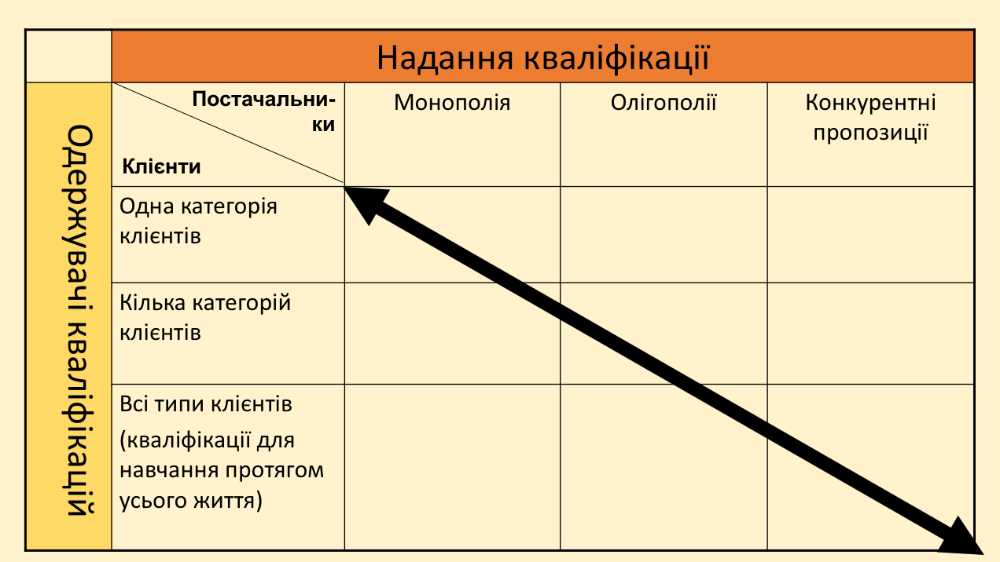 Надання кваліфікації
Одержувачі кваліфікацій
Постачальни-
ки
Клієнти
Монополія
Олігополії
Конкурентні
пропозиції
Одна категорія
клієнтів
Кілька категорій
клієнтів
Всі типи клієнтів
(кваліфікації для
навчання протягом
усього життя)